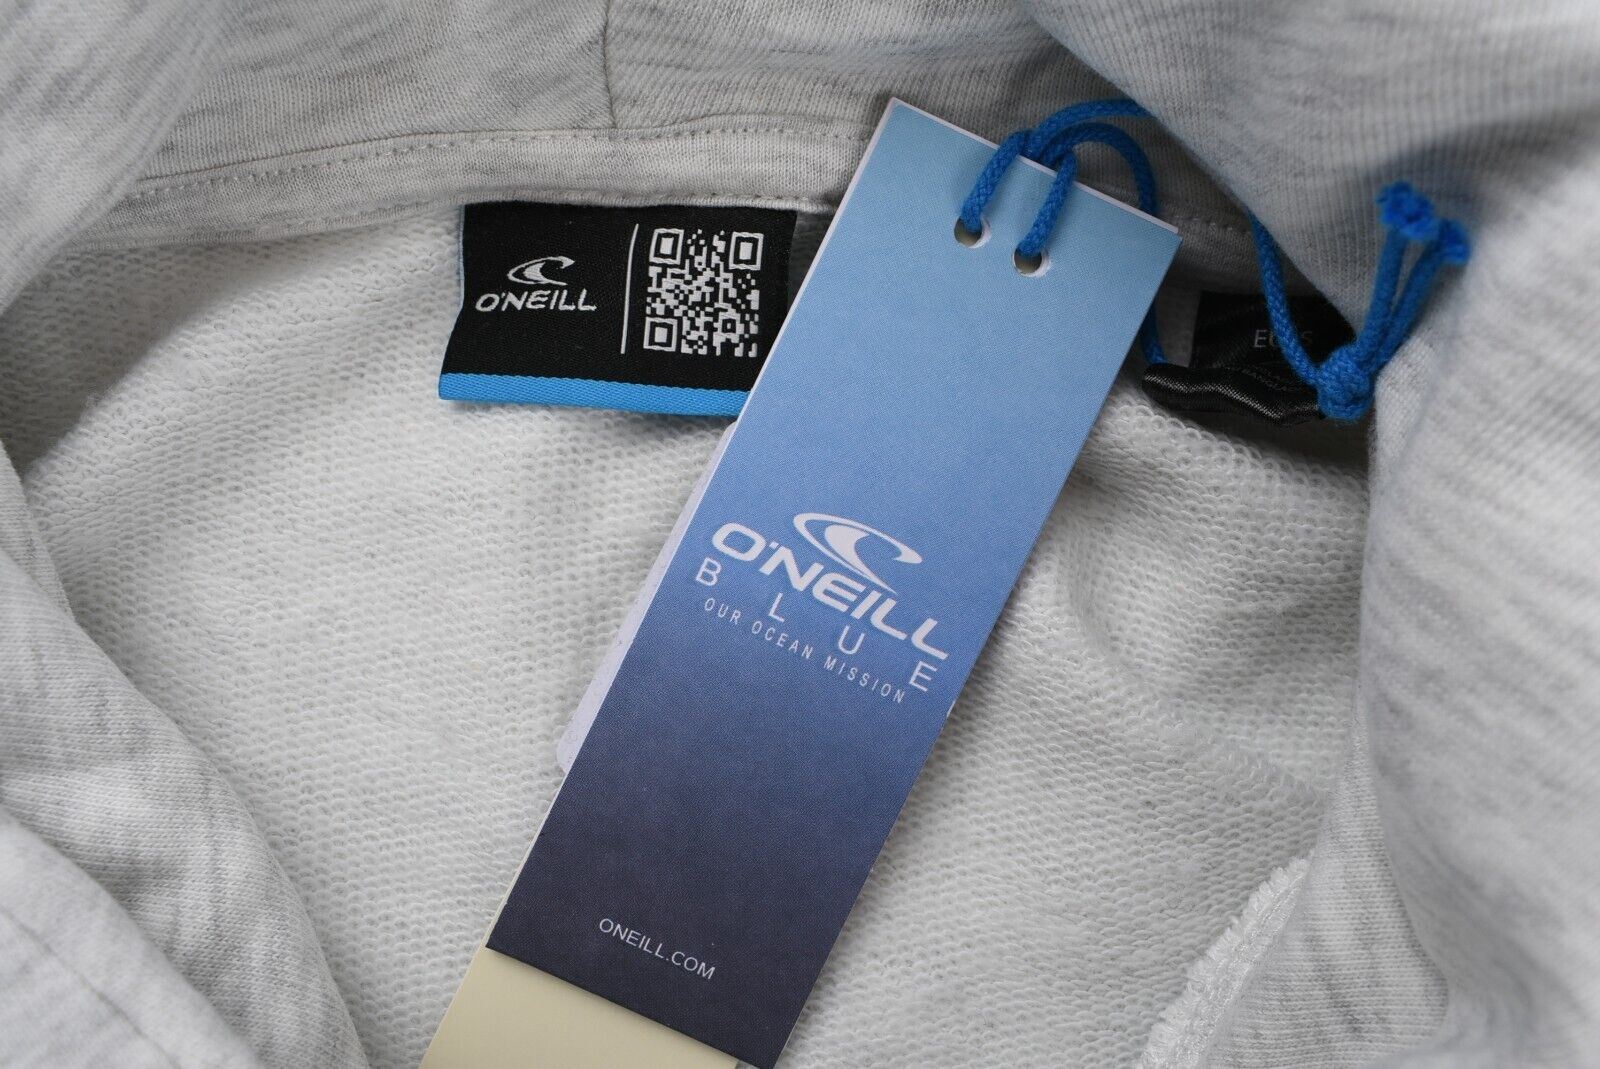 O'NEILL
O'NEILL
BLUE
OUR OCEAN MISSION
ONEILL.COM